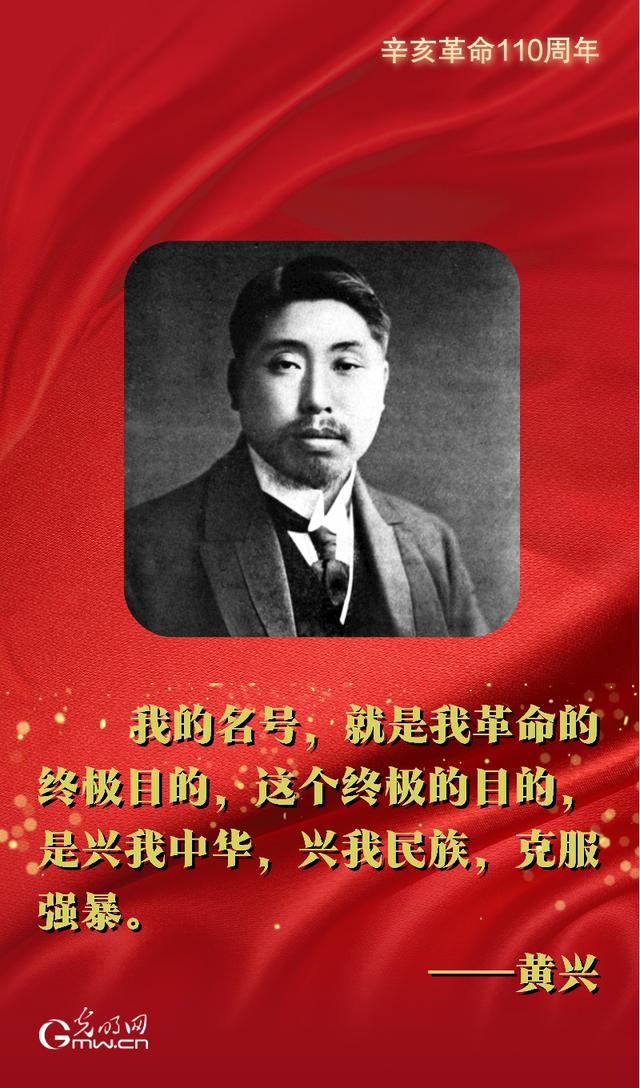 辛亥革命110周年
我的名号，就是我革命的
终极目的，这个终极的目的，
是兴我中华，兴我民族，克服
强暴。
——黄兴
光明网
Gmw.cn